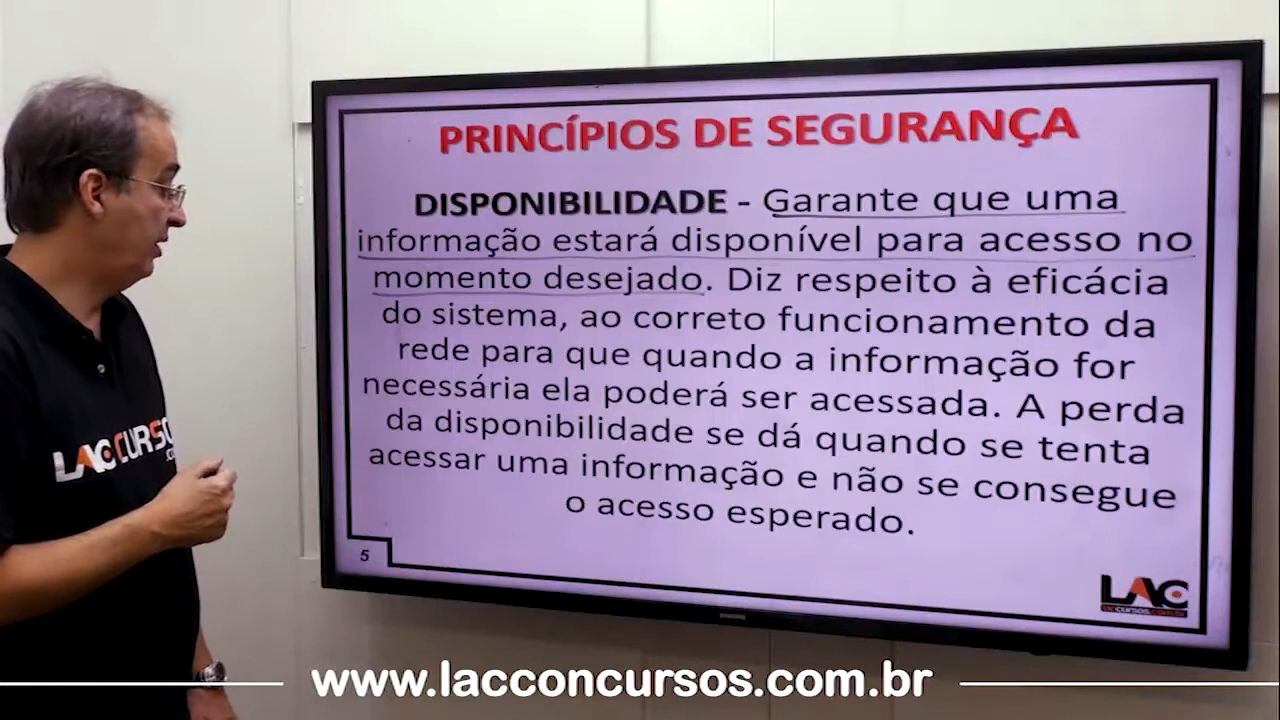 PRINCÍPIOS DE SEGURANÇA
DISPONIBILIDADE - Garante que uma
informação estará disponível para acesso no
momento desejado. Diz respeito à eficácia
do sistema, ao correto funcionamento da
rede para que quando a informação for
necessária ela poderá ser acessada. A perda
da disponibilidade se dá quando se tenta
acessar uma informação e não se consegue
o acesso esperado.
5
LAC
laccursos.com.br
LAC CURSOS
www.lacconcursos.com.br